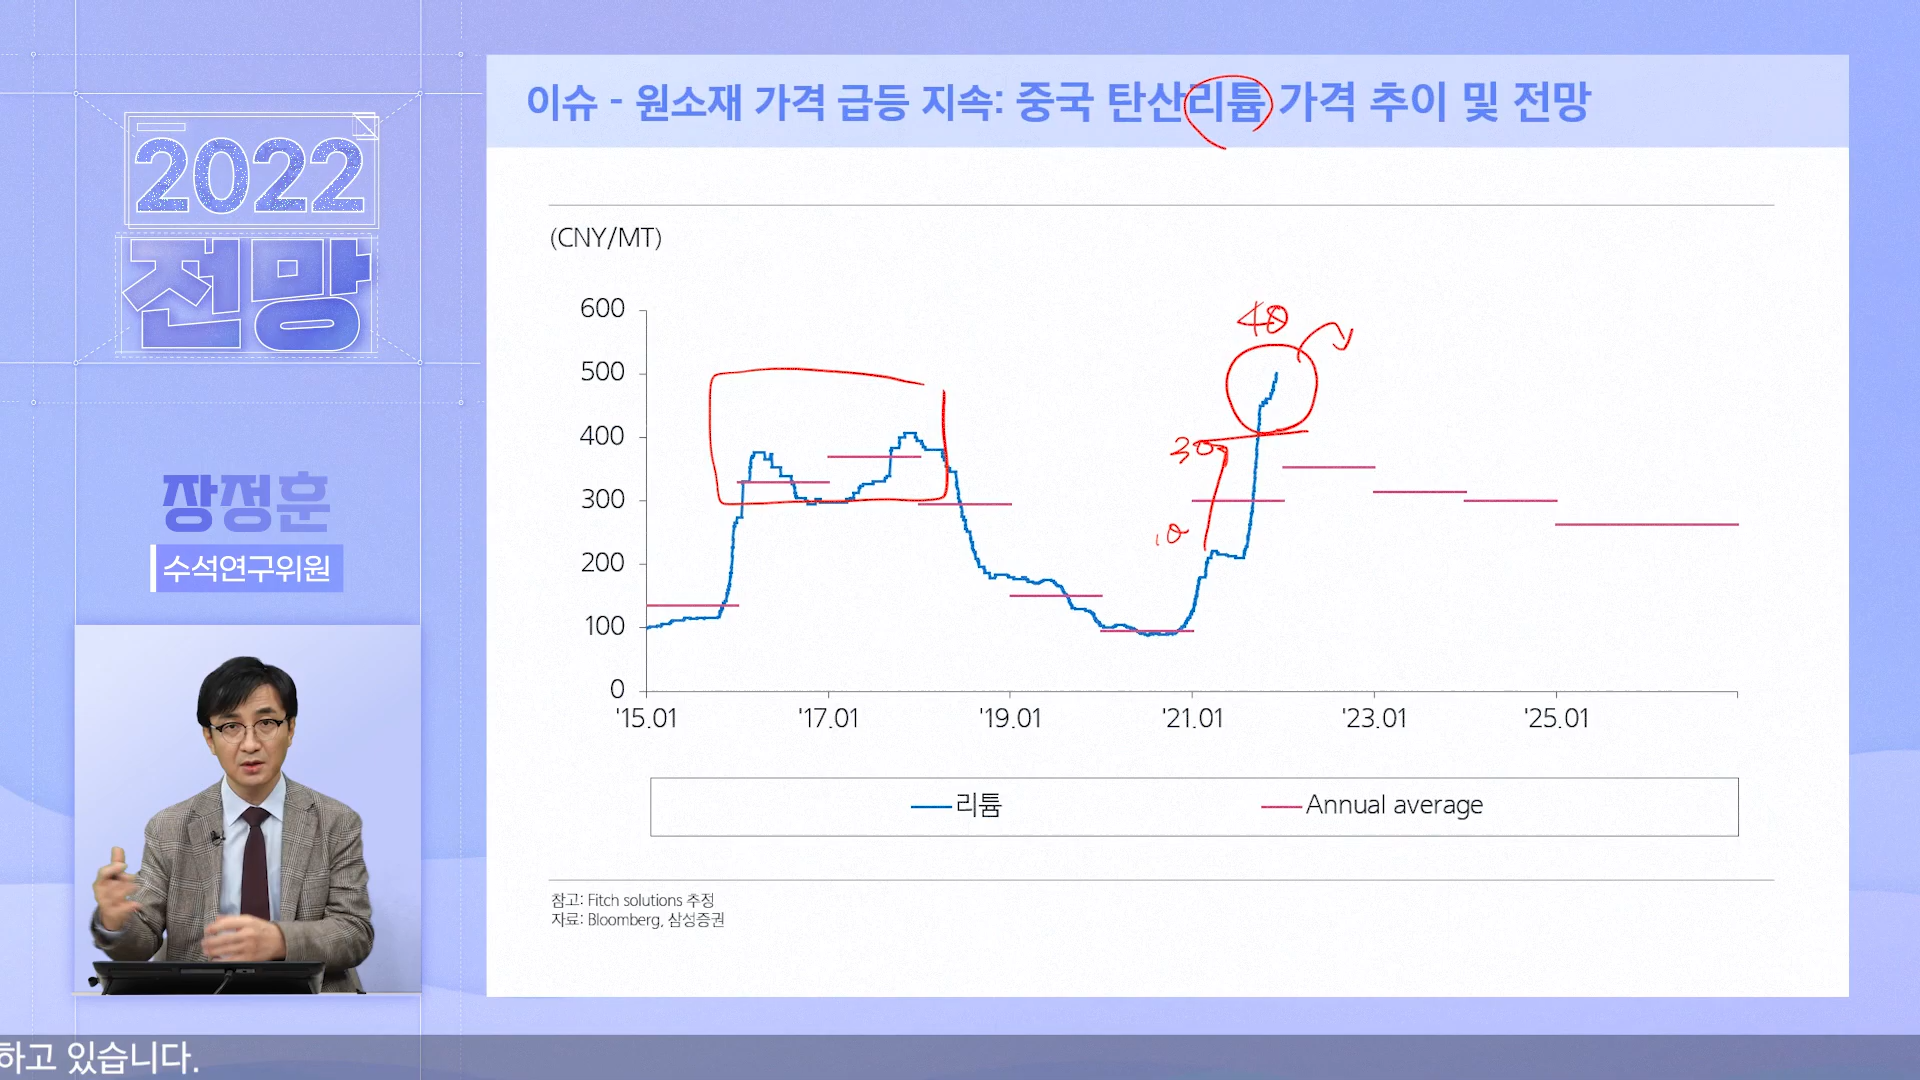 2022
전망
장정훈
수석연구위원
이슈 - 원소재 가격 급등 지속: 중국 탄산리튬 가격 추이 및 전망
(CNY/MT)
600
500
400
300
200
100
0
'15.01 '17.01 '19.01 '21.01 '23.01 '25.01
40
30
10
리튬 Annual average
참고: Fitch solutions 추정
자료: Bloomberg, 삼성증권
하고 있습니다.